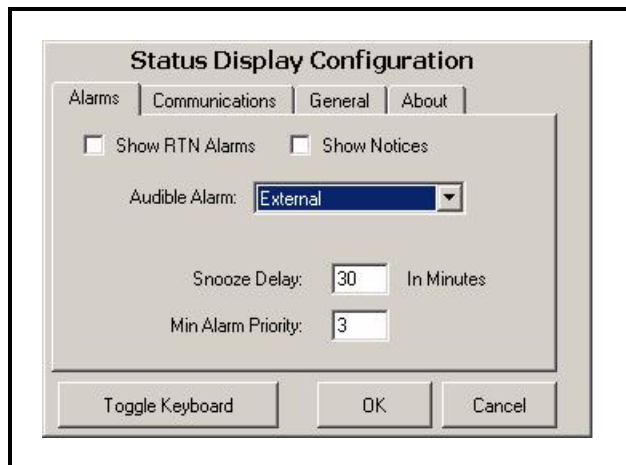 Status Display Configuration
Alarms Communications General About
Show RTN Alarms Show Notices
Audible Alarm: External
Snooze Delay: 30 In Minutes
Min Alarm Priority: 3
Toggle Keyboard OK Cancel